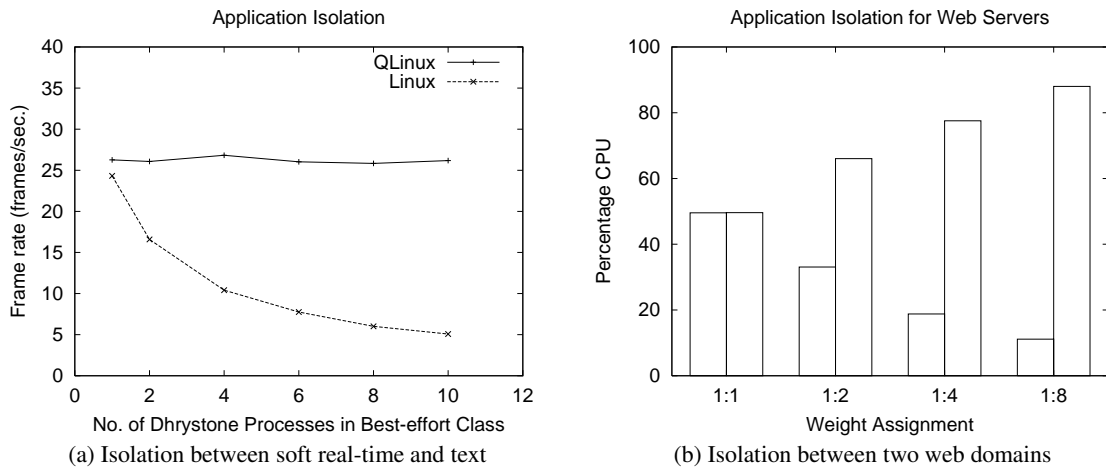 Application Isolation
40
35
30
25
20
15
10
5
0
Frame rate (frames/sec.)
QLinux
Linux
0 2 4 6 8 10 12
No. of Dhrystone Processes in Best-effort Class
(a) Isolation between soft real-time and text
Application Isolation for Web Servers
100
80
60
40
20
0
Percentage CPU
1:1 1:2 1:4 1:8
Weight Assignment
(b) Isolation between two web domains